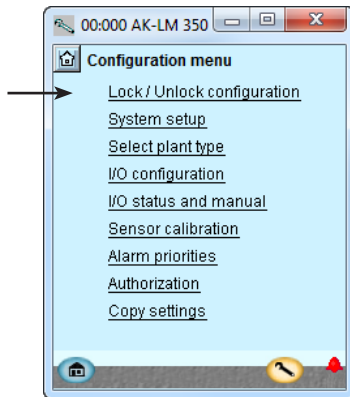 00:000 AK-LM 350
Configuration menu
Lock / Unlock configuration
System setup
Select plant type
I/O configuration
I/O status and manual
Sensor calibration
Alarm priorities
Authorization
Copy settings